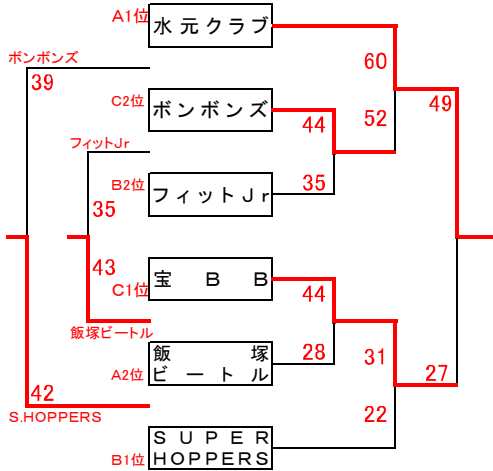 A1位
水元クラブ
60
ボンボンズ
39
C2位
ボンボンズ
49
44
52
フィットJr
B2位
35
フィットJr
35
43
C1位
宝BB
44
飯塚ビートル
28
31
27
A2位
飯塚
ビートル
42
22
S.HOPPERS
B1位
SUPER
HOPPERS